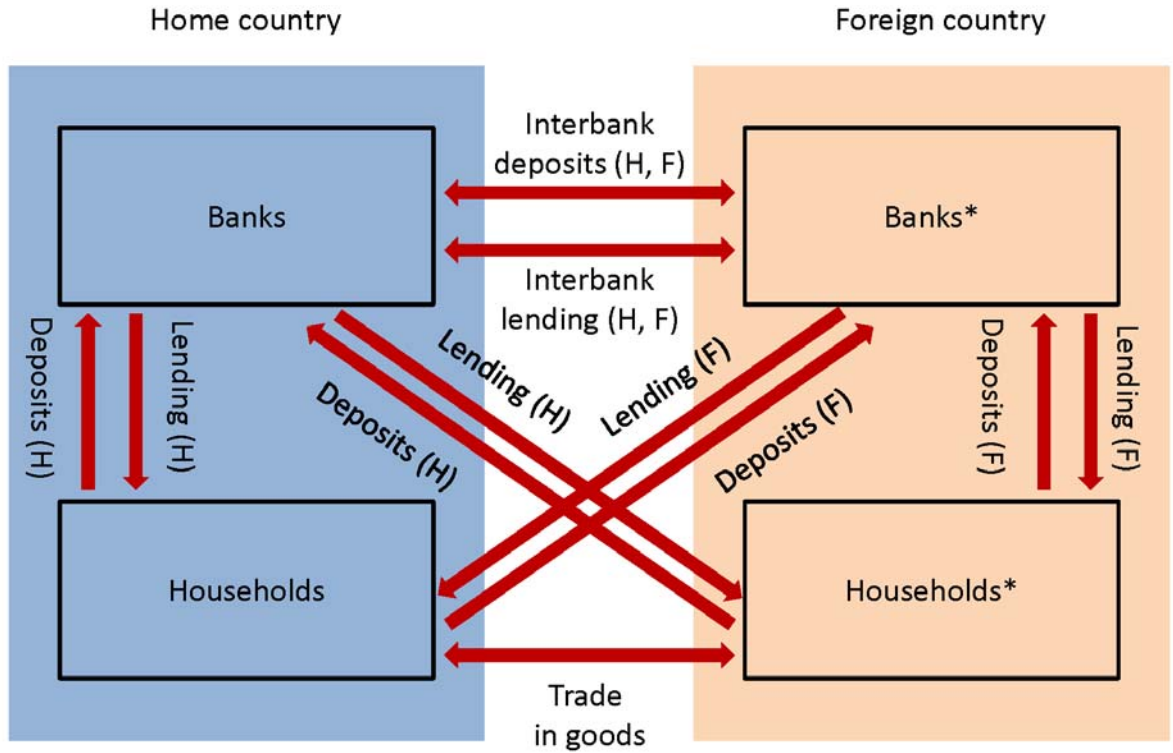 Home country
Foreign country
Interbank
deposits (H, F)
Banks
Banks*
Interbank
lending (H, F)
Deposits (H)
Lending (H)
Lending (H)
Deposits (H)
Lending (F)
Deposits (F)
Deposits (F)
Lending (F)
Households
Households*
Trade
in goods